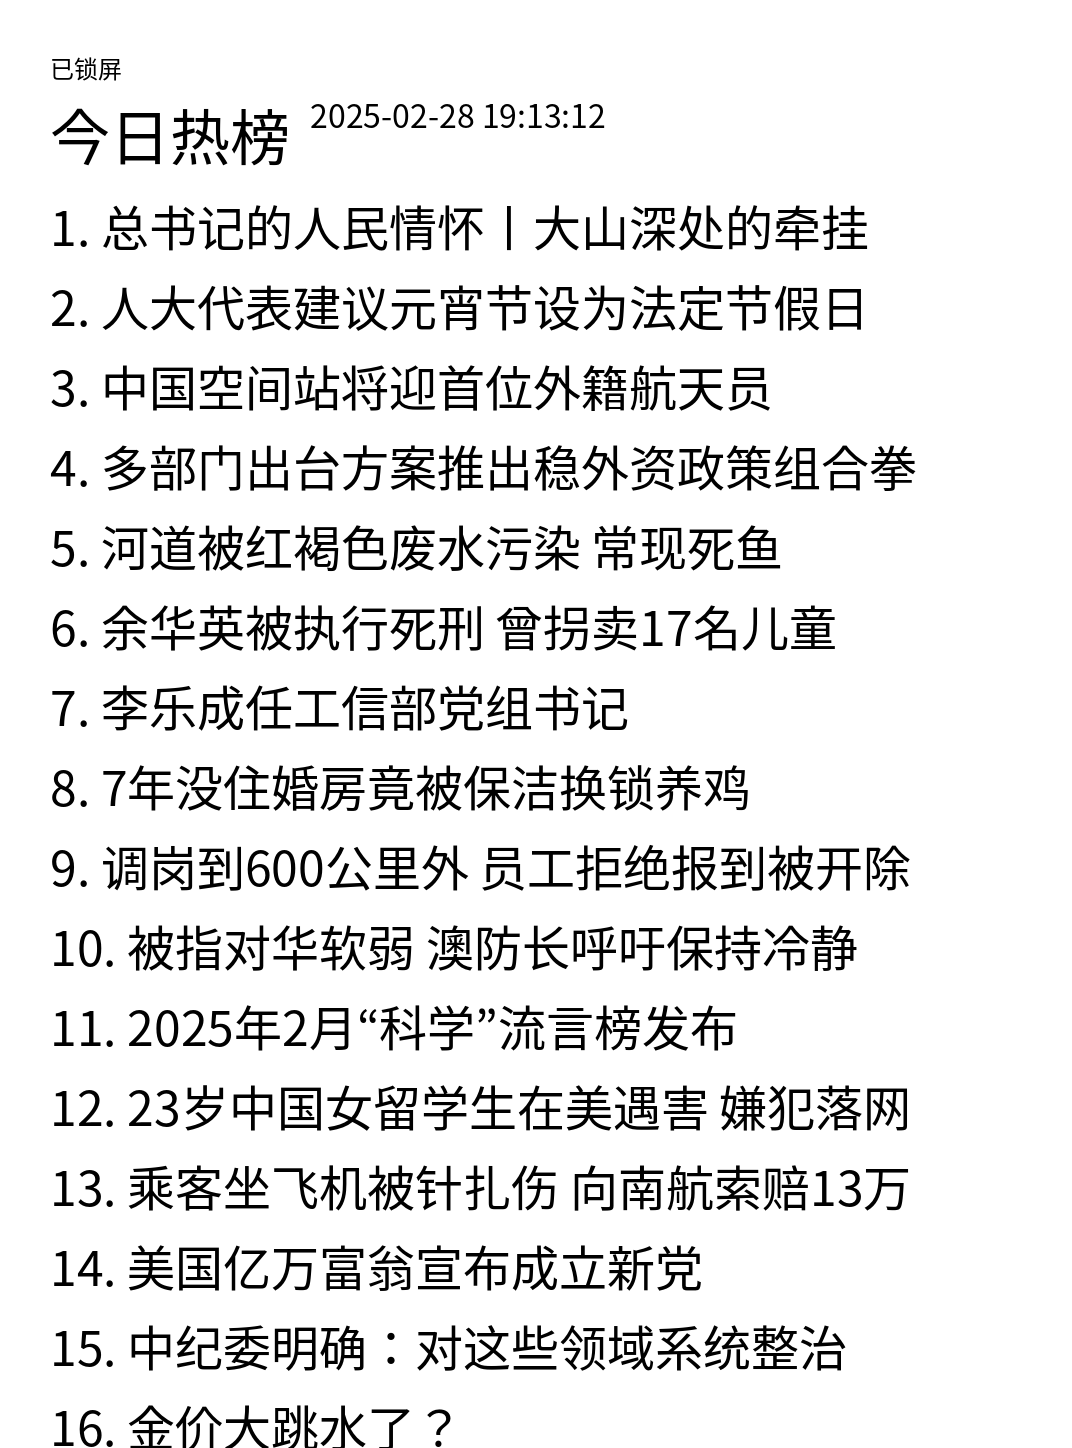 已锁屏
今日热榜 2025-02-28 19:13:12
1. 总书记的人民情怀丨大山深处的牵挂
2. 人大代表建议元宵节设为法定节假日
3. 中国空间站将迎首位外籍航天员
4. 多部门出台方案推出稳外资政策组合拳
5. 河道被红褐色废水污染 常现死鱼
6. 余华英被执行死刑 曾拐卖17名儿童
7. 李乐成任工信部党组书记
8. 7年没住婚房竟被保洁换锁养鸡
9. 调岗到600公里外 员工拒绝报到被开除
10. 被指对华软弱 澳防长呼吁保持冷静
11. 2025年2月“科学”流言榜发布
12. 23岁中国女留学生在美遇害 嫌犯落网
13. 乘客坐飞机被针扎伤 向南航索赔13万
14. 美国亿万富翁宣布成立新党
15. 中纪委明确：对这些领域系统整治
16. 金价大跳水了？